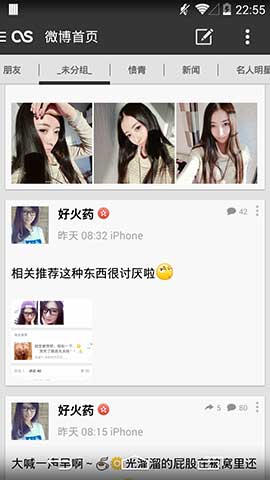 22:55
微博首页
朋友 _未分组_ 愤青 新闻 名人明星
好火药 42
昨天 08:32 iPhone
相关推荐这种东西很讨厌啦
好火药 5 80
昨天 08:15 iPhone
大喊一声早啊~ 光溜溜的屁股在被窝里还